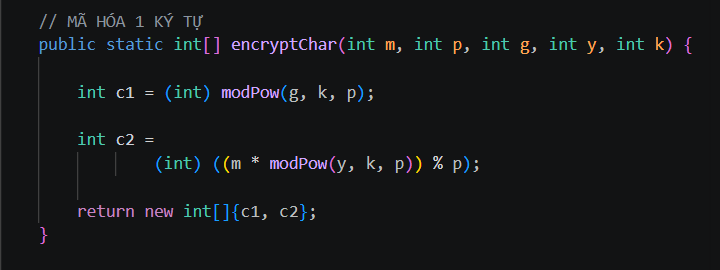 // MÃ HÓA 1 KÝ TỰ
public static int[] encryptChar(int m, int p, int g, int y, int k) {
int c1 = (int) modPow(g, k, p);
int c2 =
(int) ((m * modPow(y, k, p)) % p);
return new int[]{c1, c2};
}